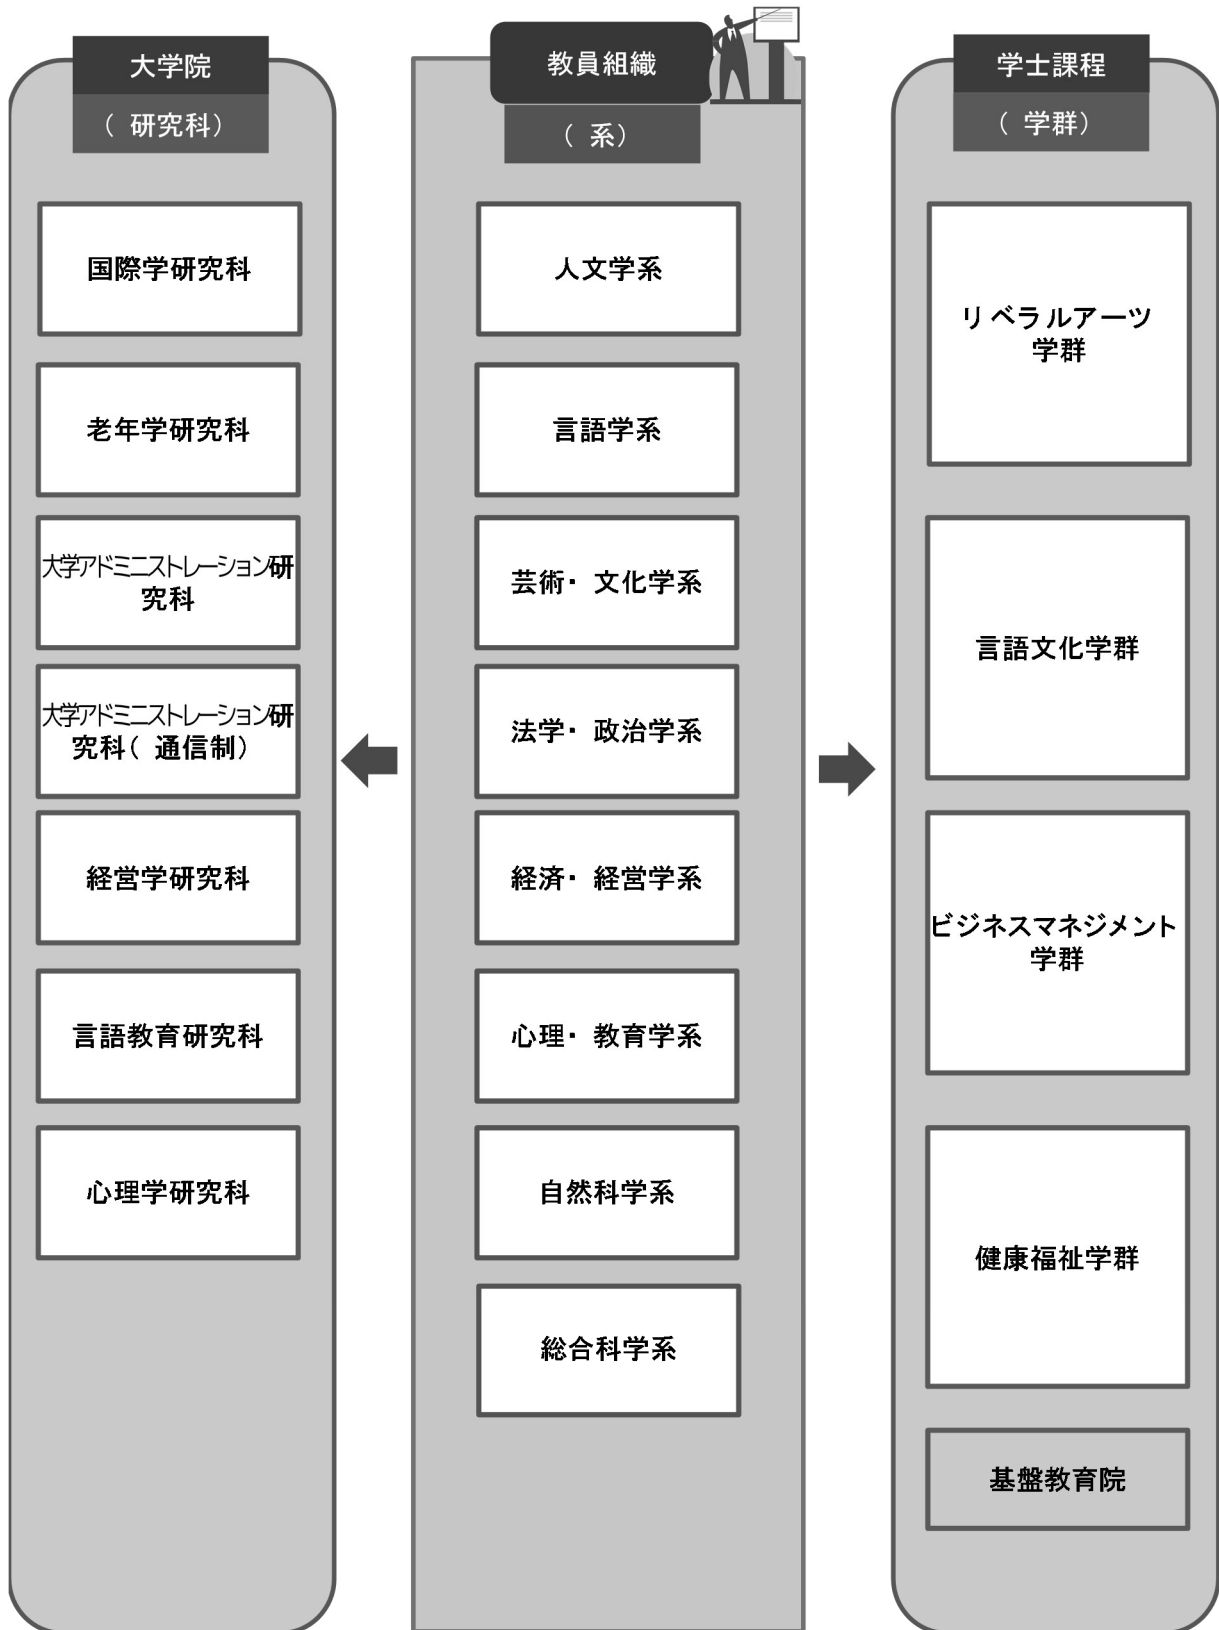 大学院
（ 研究科）
国際学研究科
老年学研究科
大学アドミニストレーション研
究科
大学アドミニストレーション研
究科（ 通信制）
経営学研究科
言語教育研究科
心理学研究科
教員組織
（ 系）
人文学系
言語学系
芸術・ 文化学系
法学・ 政治学系
経済・ 経営学系
心理・ 教育学系
自然科学系
総合科学系
学士課程
（ 学群）
リベラルアーツ
学群
言語文化学群
ビジネスマネジメント
学群
健康福祉学群
基盤教育院